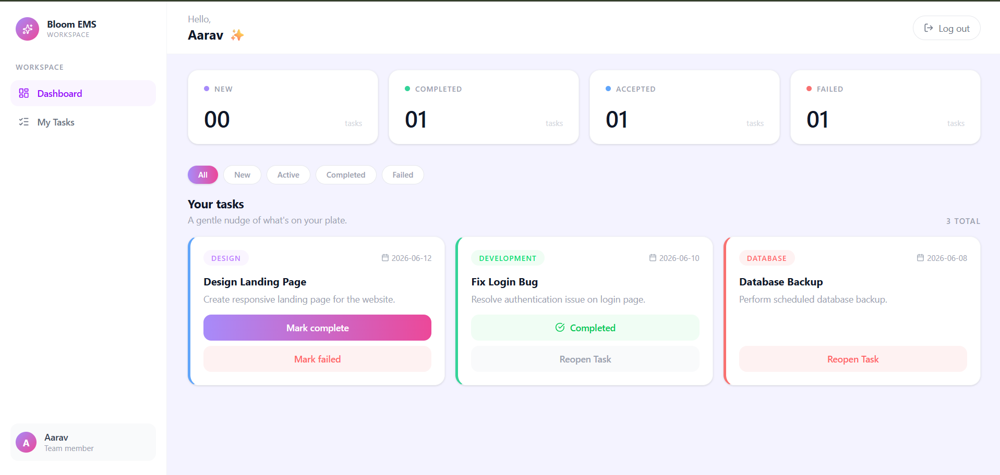 Bloom EMS
WORKSPACE
WORKSPACE
Dashboard
My Tasks
A
Aarav
Team member
Hello,
Aarav ✨
Log out
NEW
00
tasks
COMPLETED
01
tasks
ACCEPTED
01
tasks
FAILED
01
tasks
All
New
Active
Completed
Failed
Your tasks
A gentle nudge of what's on your plate.
3 TOTAL
DESIGN
2026-06-12
Design Landing Page
Create responsive landing page for the website.
Mark complete
Mark failed
DEVELOPMENT
2026-06-10
Fix Login Bug
Resolve authentication issue on login page.
Completed
Reopen Task
DATABASE
2026-06-08
Database Backup
Perform scheduled database backup.
Reopen Task